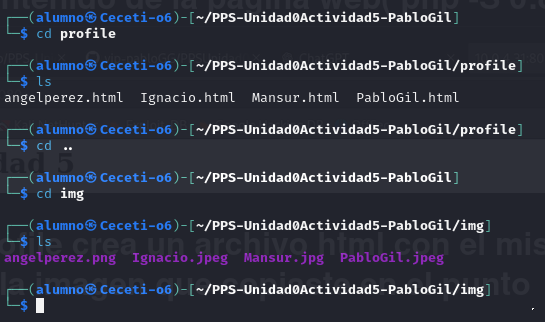 ┌──(alumno㉿Ceceti-o6)-[~/PPS-Unidad0Actividad5-PabloGil]
└─$ cd profile
┌──(alumno㉿Ceceti-o6)-[~/PPS-Unidad0Actividad5-PabloGil/profile]
└─$ ls
angelperez.html  Ignacio.html  Mansur.html  PabloGil.html
┌──(alumno㉿Ceceti-o6)-[~/PPS-Unidad0Actividad5-PabloGil/profile]
└─$ cd ..
┌──(alumno㉿Ceceti-o6)-[~/PPS-Unidad0Actividad5-PabloGil]
└─$ cd img
┌──(alumno㉿Ceceti-o6)-[~/PPS-Unidad0Actividad5-PabloGil/img]
└─$ ls
angelperez.png  Ignacio.jpeg  Mansur.jpg  PabloGil.jpeg
┌──(alumno㉿Ceceti-o6)-[~/PPS-Unidad0Actividad5-PabloGil/img]
└─$